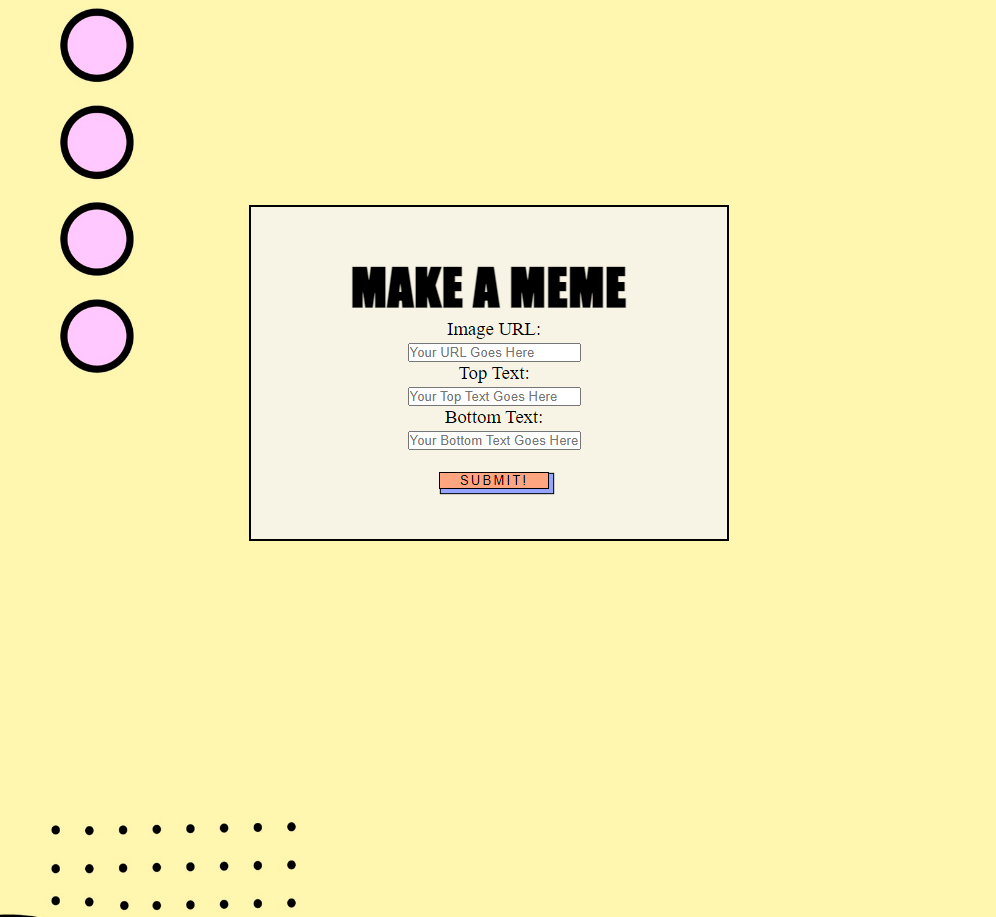 MAKE A MEME
Image URL:
Your URL Goes Here
Top Text:
Your Top Text Goes Here
Bottom Text:
Your Bottom Text Goes Here
SUBMIT!